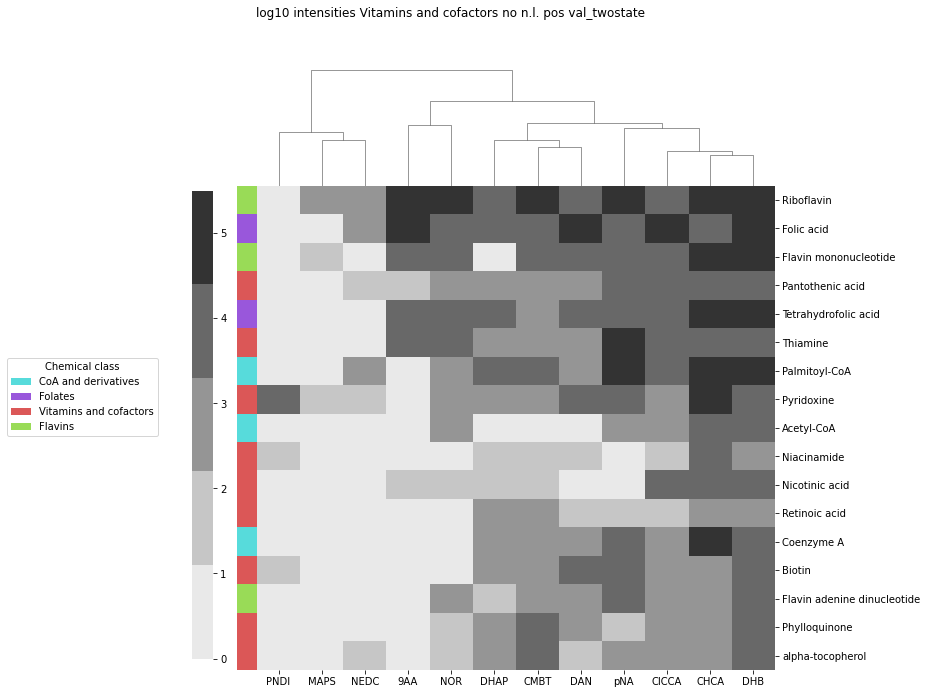 log10 intensities Vitamins and cofactors no n.l. pos val_twostate
5
4
3
2
1
0
Chemical class
CoA and derivatives
Folates
Vitamins and cofactors
Flavins
Riboflavin
Folic acid
Flavin mononucleotide
Pantothenic acid
Tetrahydrofolic acid
Thiamine
Palmitoyl-CoA
Pyridoxine
Acetyl-CoA
Niacinamide
Nicotinic acid
Retinoic acid
Coenzyme A
Biotin
Flavin adenine dinucleotide
Phylloquinone
alpha-tocopherol
PNDI MAPS NEDC 9AA NOR DHAP CMBT DAN pNA ClCCA CHCA DHB